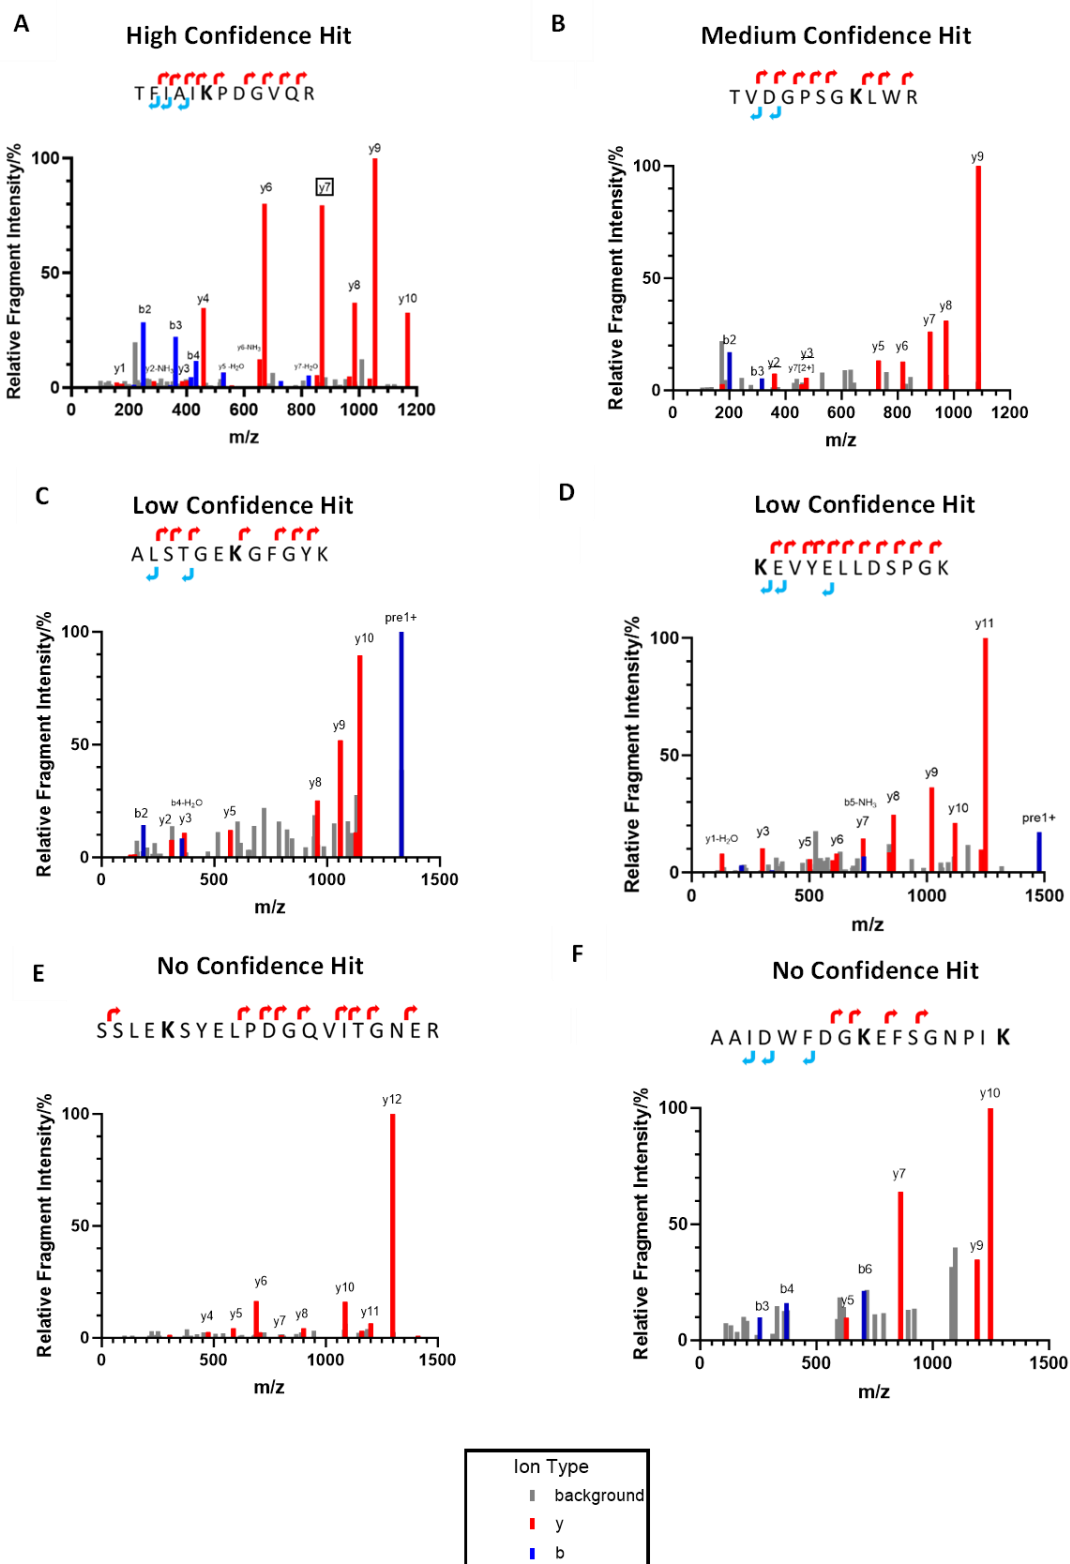 A
High Confidence Hit
TFIAIKPDGVQR
Relative Fragment Intensity/%
100
50
0
y1
b2
y2-NH3
b3
y3
b4
y4
y5 -H2O
y6-NH3
y6
y7-H2O
y7
y8
y9
y10
0 200 400 600 800 1000 1200
m/z
B
Medium Confidence Hit
TVDGPSGKLWR
Relative Fragment Intensity/%
100
50
0
b2
b3
y2
y7[2+]
y3
y5
y6
y7
y8
y9
0 200 400 600 800 1000 1200
m/z
C
Low Confidence Hit
ALSTGEKGFGYK
Relative Fragment Intensity/%
100
50
0
b2
y2
b4-H2O
y3
y5
y8
y9
y10
pre1+
0 500 1000 1500
m/z
D
Low Confidence Hit
KEVYELLDSPGK
Relative Fragment Intensity/%
100
50
0
y1-H2O
y3
y5
y6
b5-NH3
y7
y8
y9
y10
y11
pre1+
0 500 1000 1500
m/z
E
No Confidence Hit
SSLEKSYELPDGQVITGNER
Relative Fragment Intensity/%
100
50
0
y4
y5
y6
y7
y8
y10
y11
y12
0 500 1000 1500
m/z
F
No Confidence Hit
AAIDWFDGKEFSGNPIK
Relative Fragment Intensity/%
100
50
0
b3
b4
y5
b6
y7
y9
y10
0 500 1000 1500
m/z
Ion Type
background
y
b